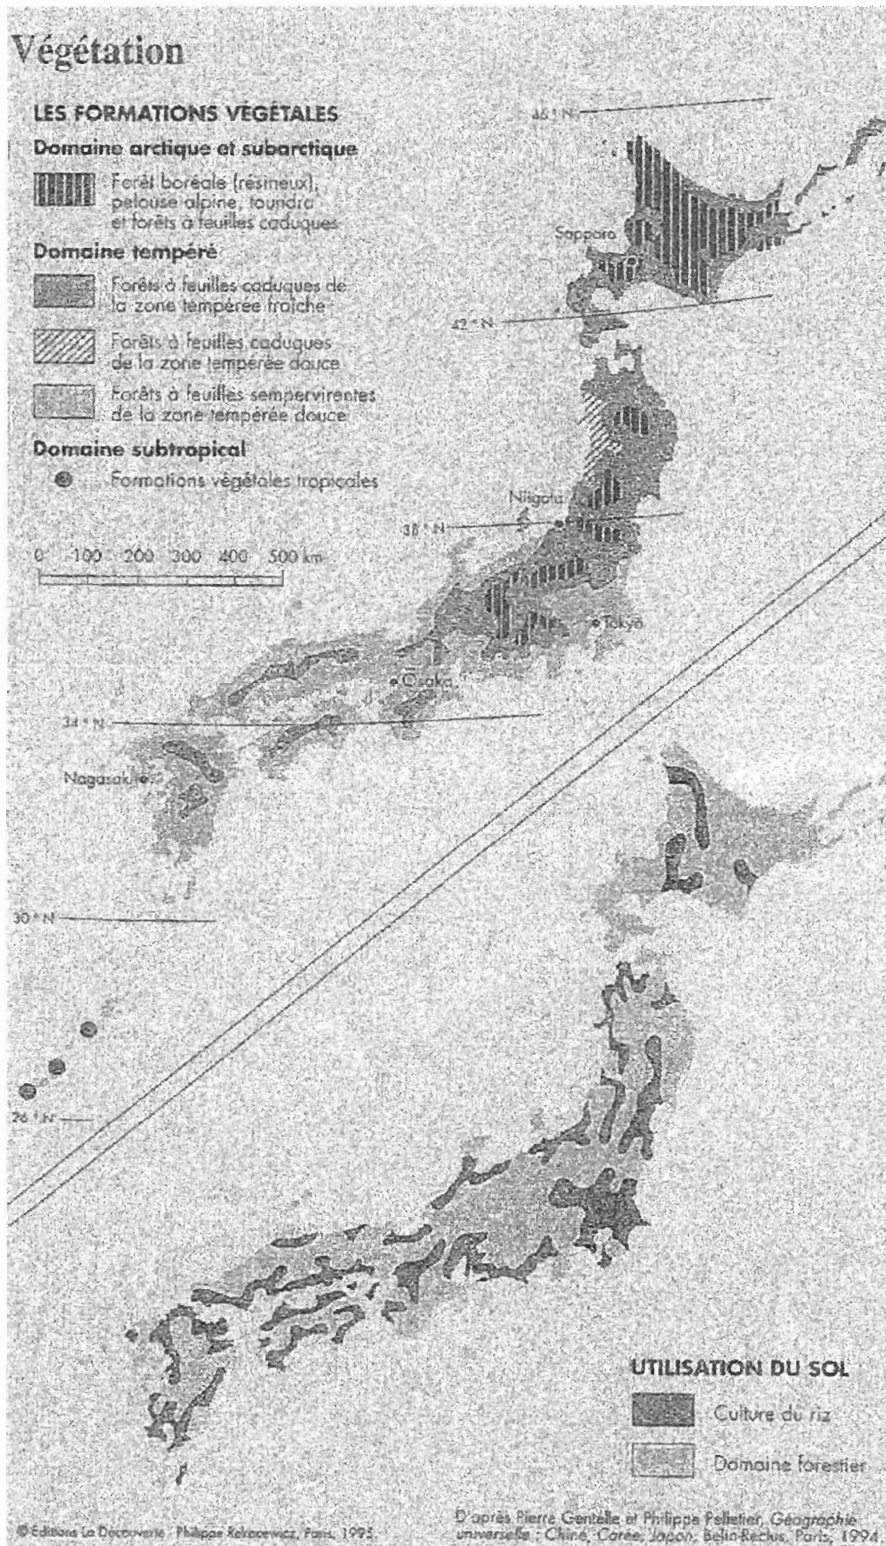 Végétation
LES FORMATIONS VÉGÉTALES
Domaine arctique et subarctique
Forêt boréale (résineux),
pelouse alpine, toundra
et forêts à feuilles caduques
Domaine tempéré
Forêts à feuilles caduques de
la zone tempérée fraîche
Forêts à feuilles caduques
de la zone tempérée douce
Forêts à feuilles sempervirentes
de la zone tempérée douce
Domaine subtropical
Formations végétales tropicales
0 100 200 300 400 500 km
46° N
Sapporo
42° N
Niigata
38° N
Tokyo
Osaka
34° N
Nagasaki
30° N
26° N
UTILISATION DU SOL
Culture du riz
Domaine forestier
© Éditions La Découverte Philippe Rekacewicz, Paris, 1995.
D'après Pierre Gentelle et Philippe Pelletier, Géographie
universelle : Chine, Corée, Japon, Belin-Reclus, Paris, 1994